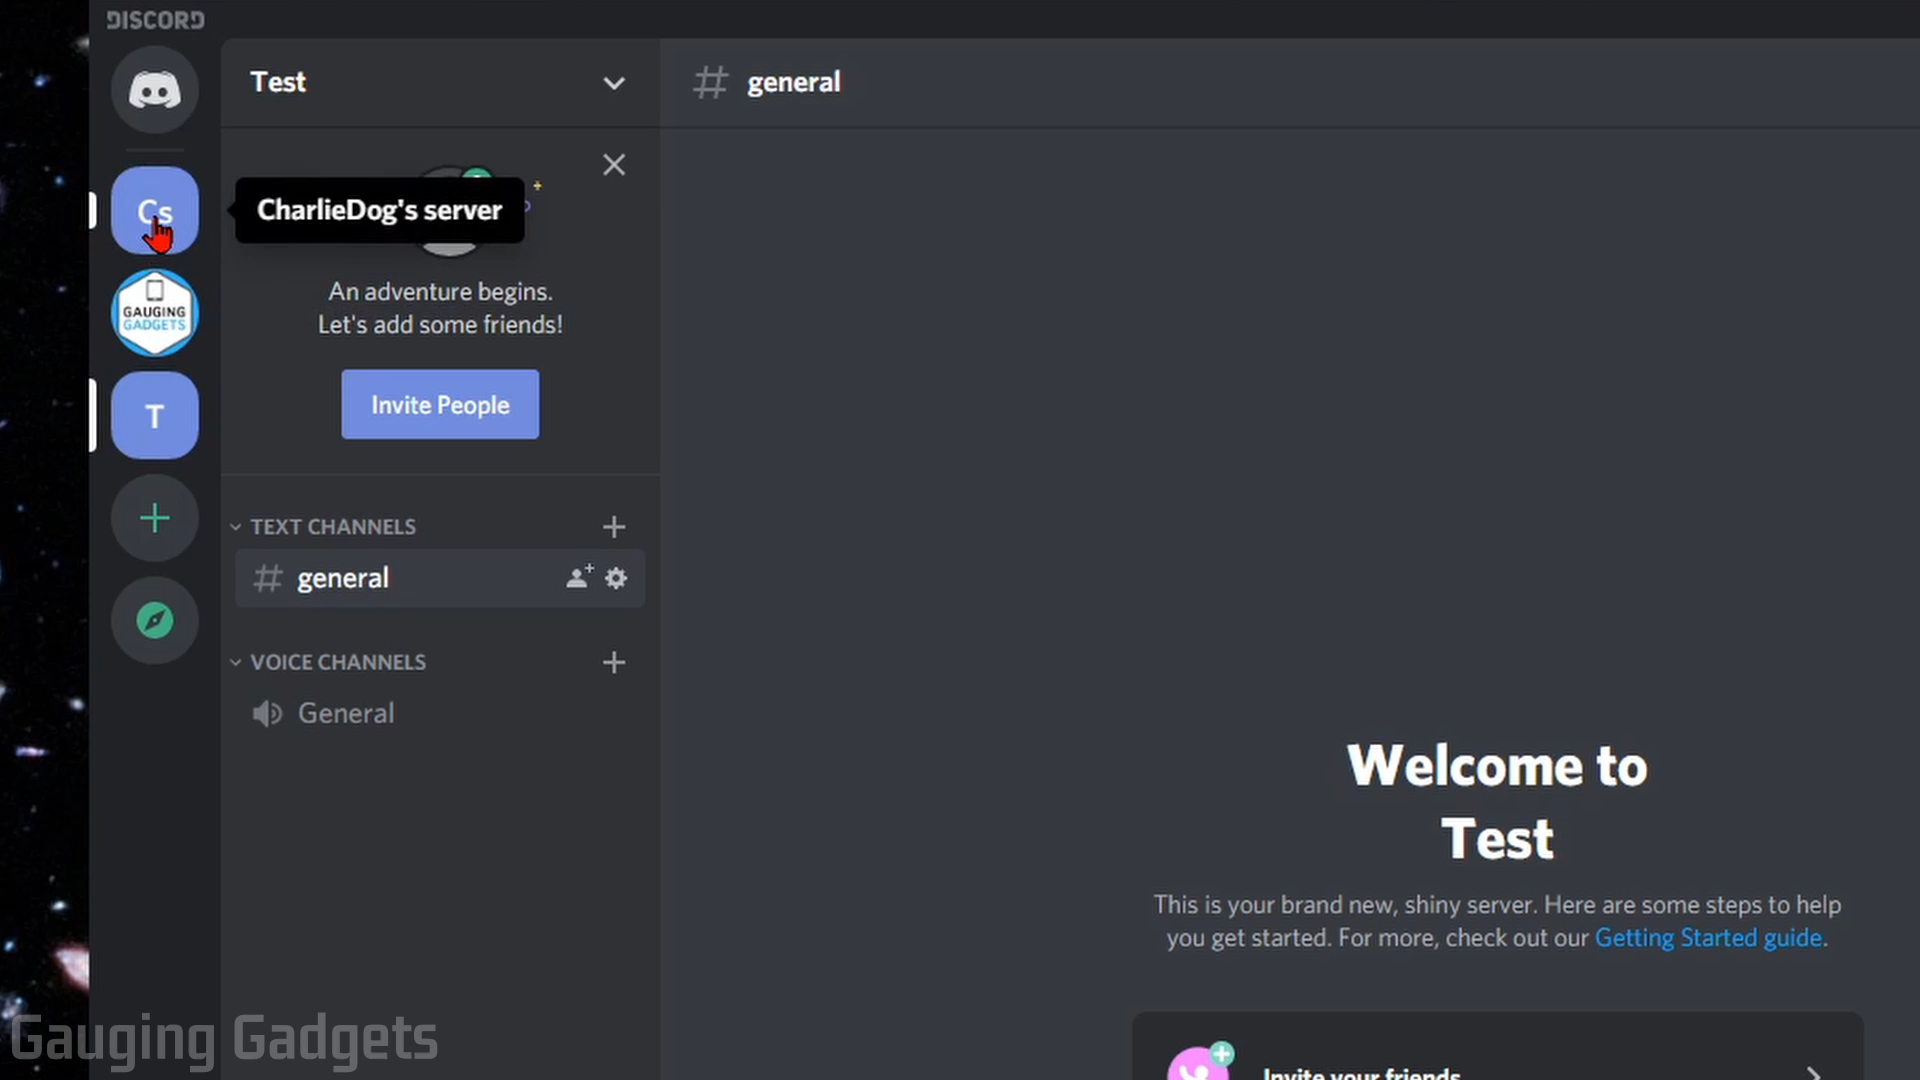 DISCORD
Test
general
Cs
CharlieDog's server
GAUGING
GADGETS
An adventure begins.
Let's add some friends!
T
Invite People
TEXT CHANNELS
general
VOICE CHANNELS
General
Welcome to
Test
This is your brand new, shiny server. Here are some steps to help
you get started. For more, check out our Getting Started guide.
Invite your friends
Gauging Gadgets